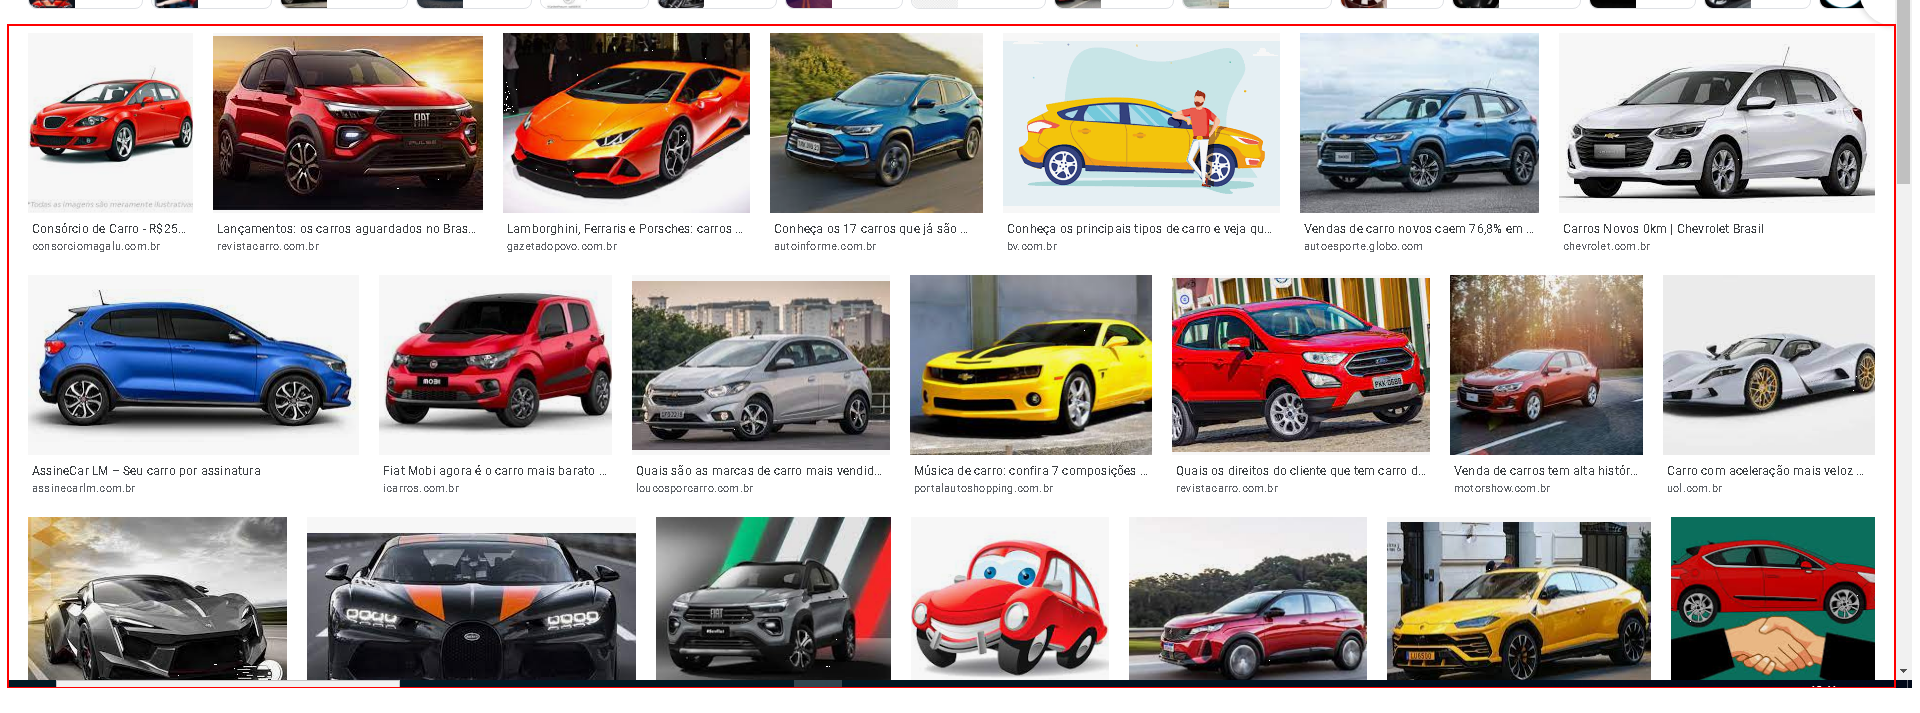 *Todas as imagens são meramente ilustrativas
FIAT
PULSE
Consórcio de Carro - R$25...
consorciomagalu.com.br
Lançamentos: os carros aguardados no Bras...
revistacarro.com.br
Lamborghini, Ferraris e Porsches: carros ...
gazetadopovo.com.br
Conheça os 17 carros que já são ...
autoinforme.com.br
Conheça os principais tipos de carro e veja qu...
bv.com.br
Vendas de carro novos caem 76,8% em ...
autoesporte.globo.com
Carros Novos 0km | Chevrolet Brasil
chevrolet.com.br
MOBI
AssineCar LM – Seu carro por assinatura
assinecarlm.com.br
Fiat Mobi agora é o carro mais barato ...
icarros.com.br
Quais são as marcas de carro mais vendid...
loucosporcarro.com.br
Música de carro: confira 7 composições ...
portalautoshopping.com.br
Quais os direitos do cliente que tem carro d...
revistacarro.com.br
Venda de carros tem alta histór...
motorshow.com.br
Carro com aceleração mais veloz ...
uol.com.br
FIAT